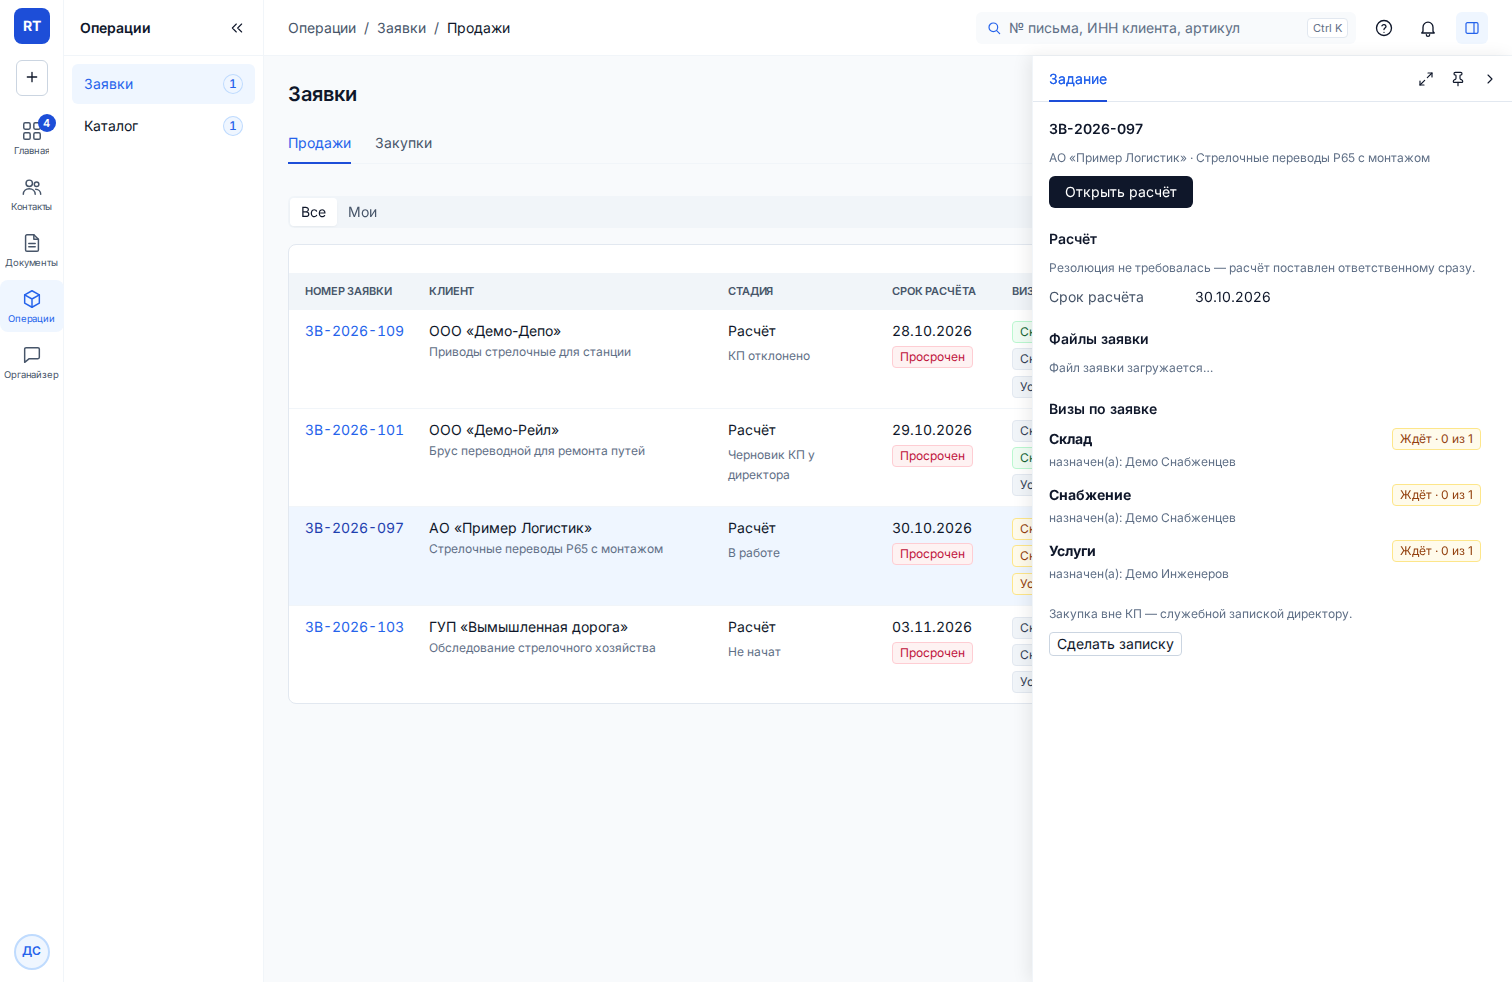 RT
Операции
Операции / Заявки / Продажи
№ письма, ИНН клиента, артикул
Ctrl K
+
4
Главная
Контакты
Документы
Операции
Органайзер
ДС
Заявки 1
Каталог 1
Заявки
Продажи Закупки
Все Мои
НОМЕР ЗАЯВКИ КЛИЕНТ СТАДИЯ СРОК РАСЧЁТА ВИЗ
ЗВ-2026-109 ООО «Демо-Депо» Расчёт 28.10.2026
Приводы стрелочные для станции КП отклонено Просрочен
ЗВ-2026-101 ООО «Демо-Рейл» Расчёт 29.10.2026
Брус переводной для ремонта путей Черновик КП у директора Просрочен
ЗВ-2026-097 АО «Пример Логистик» Расчёт 30.10.2026
Стрелочные переводы Р65 с монтажом В работе Просрочен
ЗВ-2026-103 ГУП «Вымышленная дорога» Расчёт 03.11.2026
Обследование стрелочного хозяйства Не начат Просрочен
Задание
ЗВ-2026-097
АО «Пример Логистик» · Стрелочные переводы Р65 с монтажом
Открыть расчёт
Расчёт
Резолюция не требовалась — расчёт поставлен ответственному сразу.
Срок расчёта 30.10.2026
Файлы заявки
Файл заявки загружается…
Визы по заявке
Склад Ждёт · 0 из 1
назначен(а): Демо Снабженцев
Снабжение Ждёт · 0 из 1
назначен(а): Демо Снабженцев
Услуги Ждёт · 0 из 1
назначен(а): Демо Инженеров
Закупка вне КП — служебной запиской директору.
Сделать записку